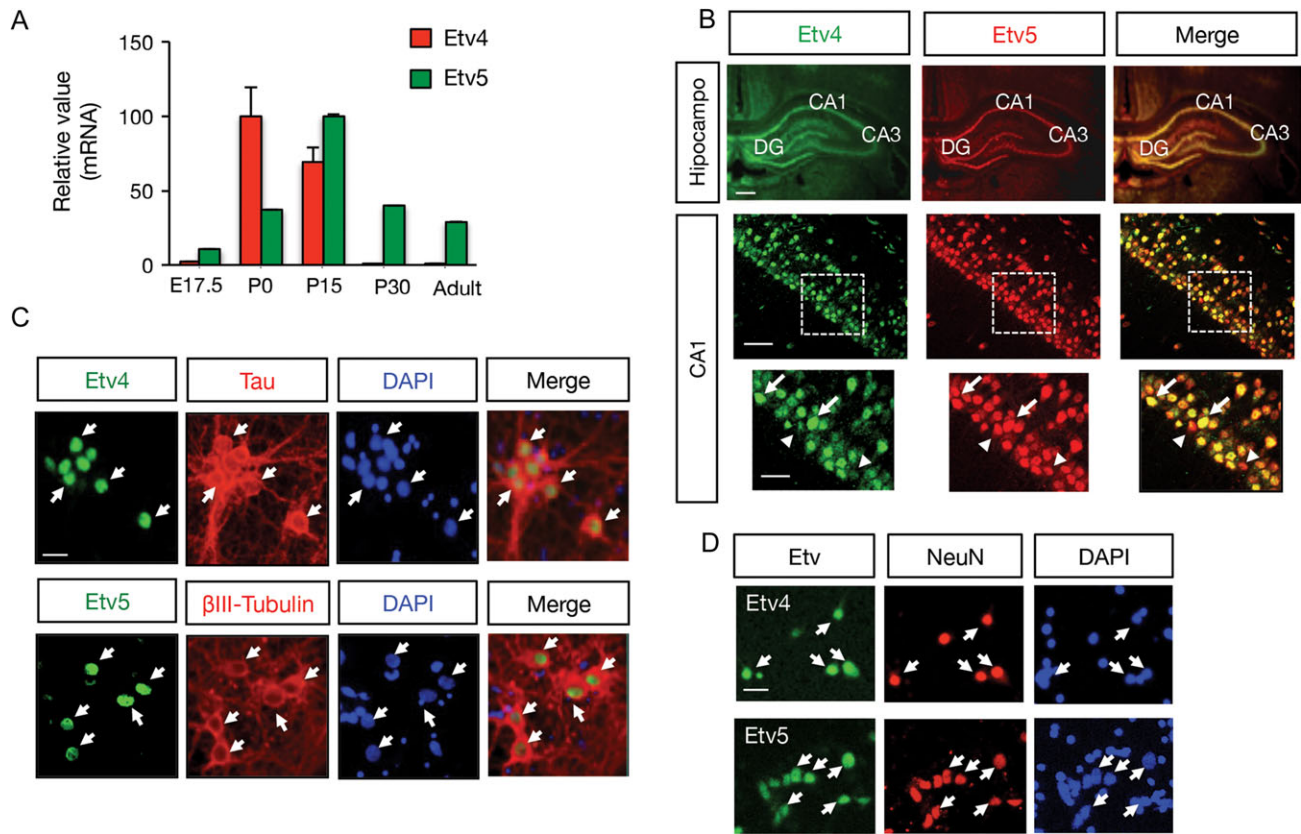 A
150
100
50
0
Relative value
(mRNA)
Etv4
Etv5
E17.5 P0 P15 P30 Adult
B
Etv4 Etv5 Merge
Hipocampo
CA1
CA3
DG
CA1
CA3
DG
CA1
CA3
DG
CA1
C
Etv4 Tau DAPI Merge
Etv5 βIII-Tubulin DAPI Merge
D
Etv NeuN DAPI
Etv4
Etv5